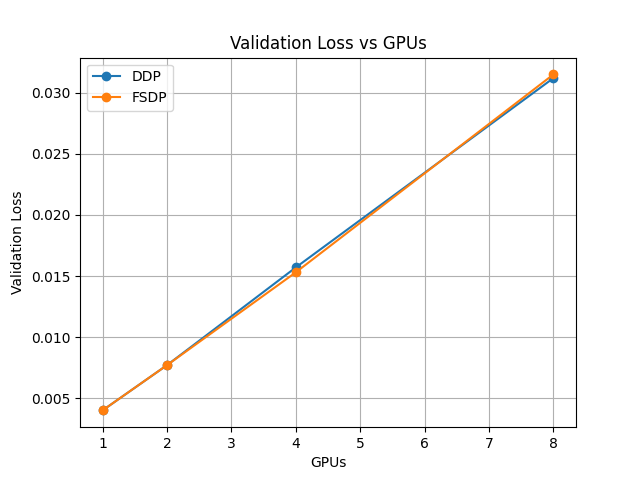 Validation Loss vs GPUs
DDP
FSDP
0.030
0.025
0.020
0.015
0.010
0.005
Validation Loss
1 2 3 4 5 6 7 8
GPUs